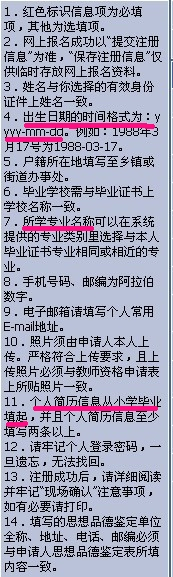 1．红色标识信息项为必填
项，其他为选填项。
2．网上报名成功以“提交注册
信息”为准，“保存注册信息”仅
供临时存放网上报名资料。
3．姓名与你选择的有效身份
证件上姓名一致。
4．出生日期的时间格式为：y
yyy-mm-dd。例如：1988年3
月17号为1988-03-17。
5．户籍所在地填写至乡镇或
街道办事处。
6．毕业学校需与毕业证书上
学校名称一致。
7．所学专业名称可以在系统
提供的专业类别里选择与本人
毕业证书专业相同或相近的专
业。
8．手机号码、邮编为阿拉伯
数字。
9．电子邮箱请填写个人常用
E-mail地址。
10．照片须由申请人本人上
传。严格符合上传要求，且上
传照片必须与教师资格申请表
上所贴照片一致。
11．个人简历信息从小学毕业
填起，并且个人简历信息至少
填写两条以上。
12．请牢记个人登录密码，一
旦遗忘，无法找回。
13．注册成功后，请详细阅读
并牢记“现场确认”注意事项，
如有必要请打印。
14．填写的思想品德鉴定单位
全称、地址、电话、邮编必须
与申请人思想品德鉴定表所填
内容一致。